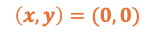 (x, y) = (0, 0)